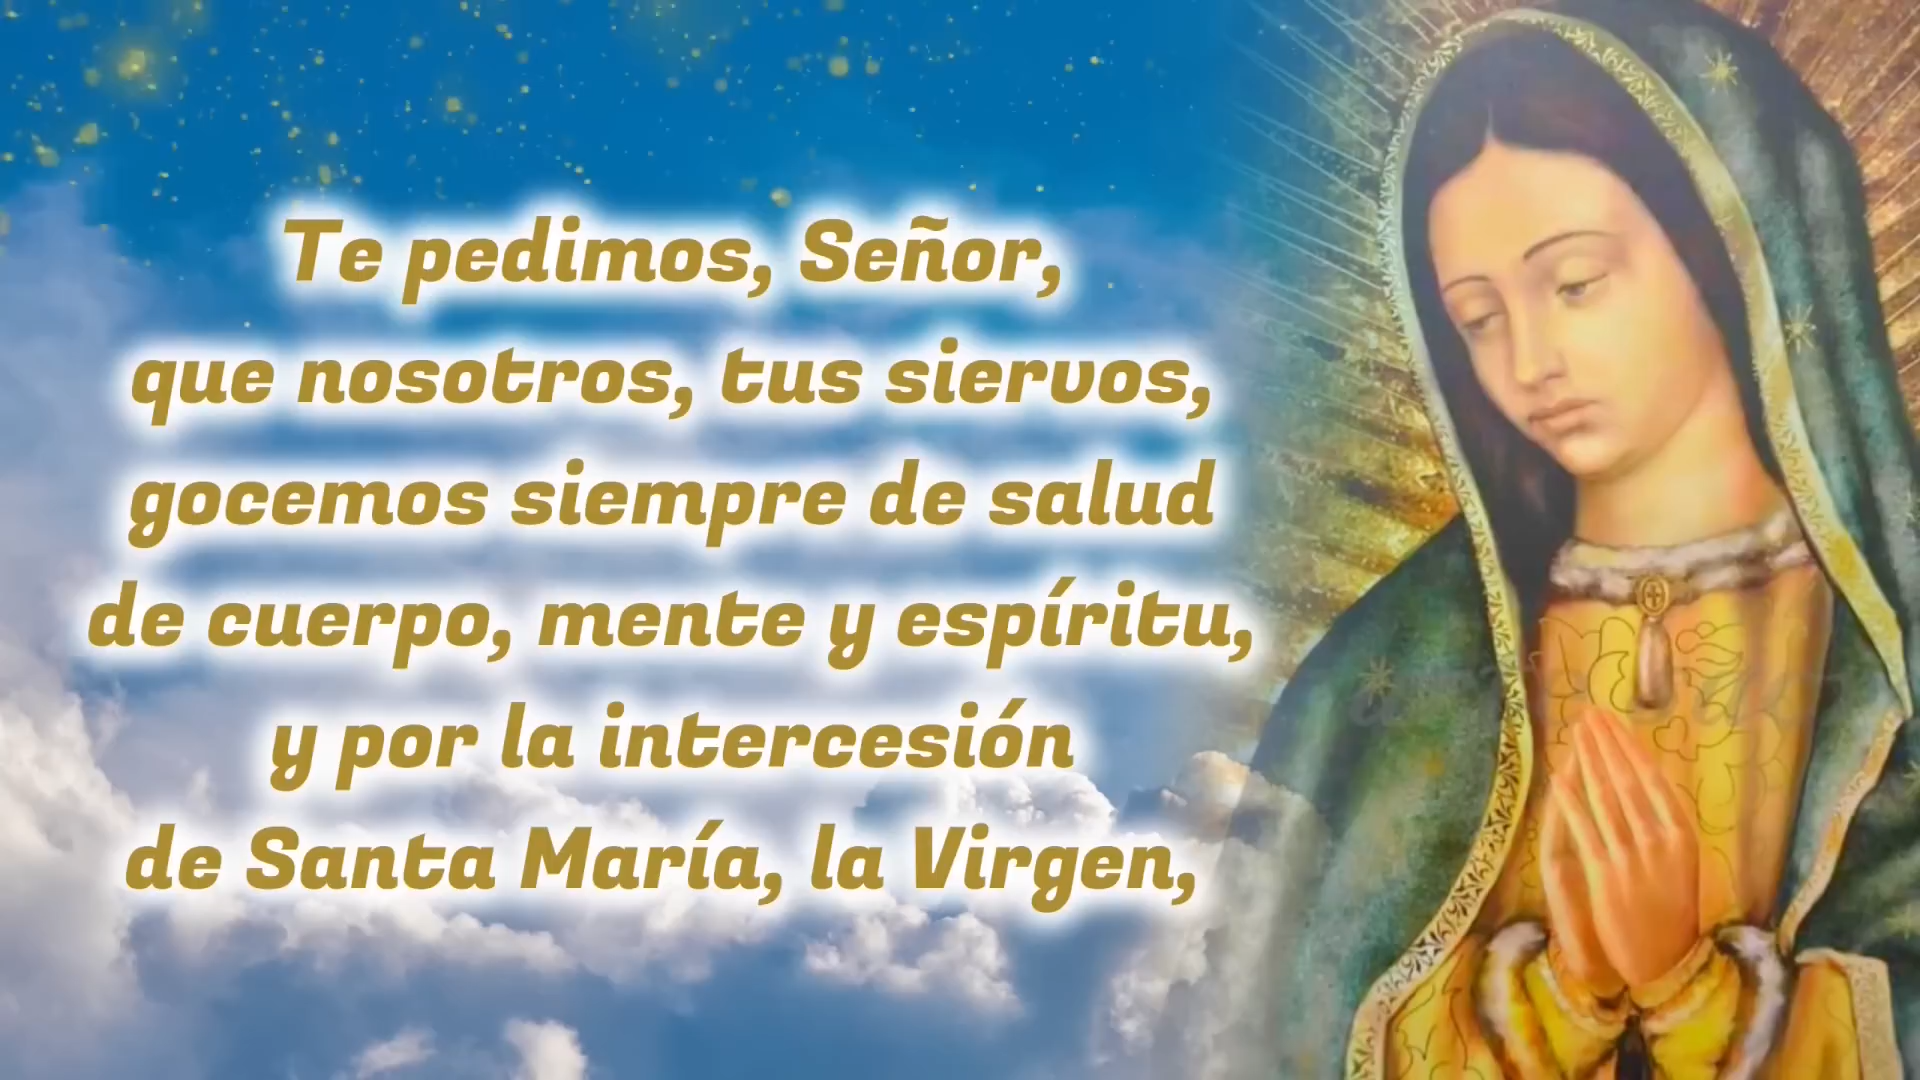 Te pedimos, Señor,
que nosotros, tus siervos,
gocemos siempre de salud
de cuerpo, mente y espíritu,
y por la intercesión
de Santa María, la Virgen,